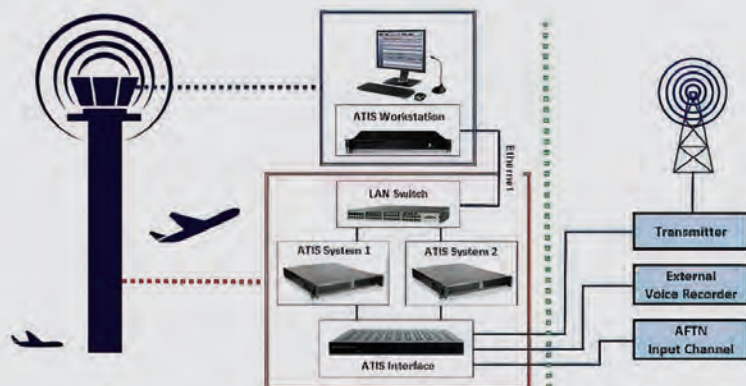 ATIS Workstation
Ethernet
LAN Switch
ATIS System 1
ATIS System 2
ATIS Interface
Transmitter
External
Voice Recorder
AFTN
Input Channel